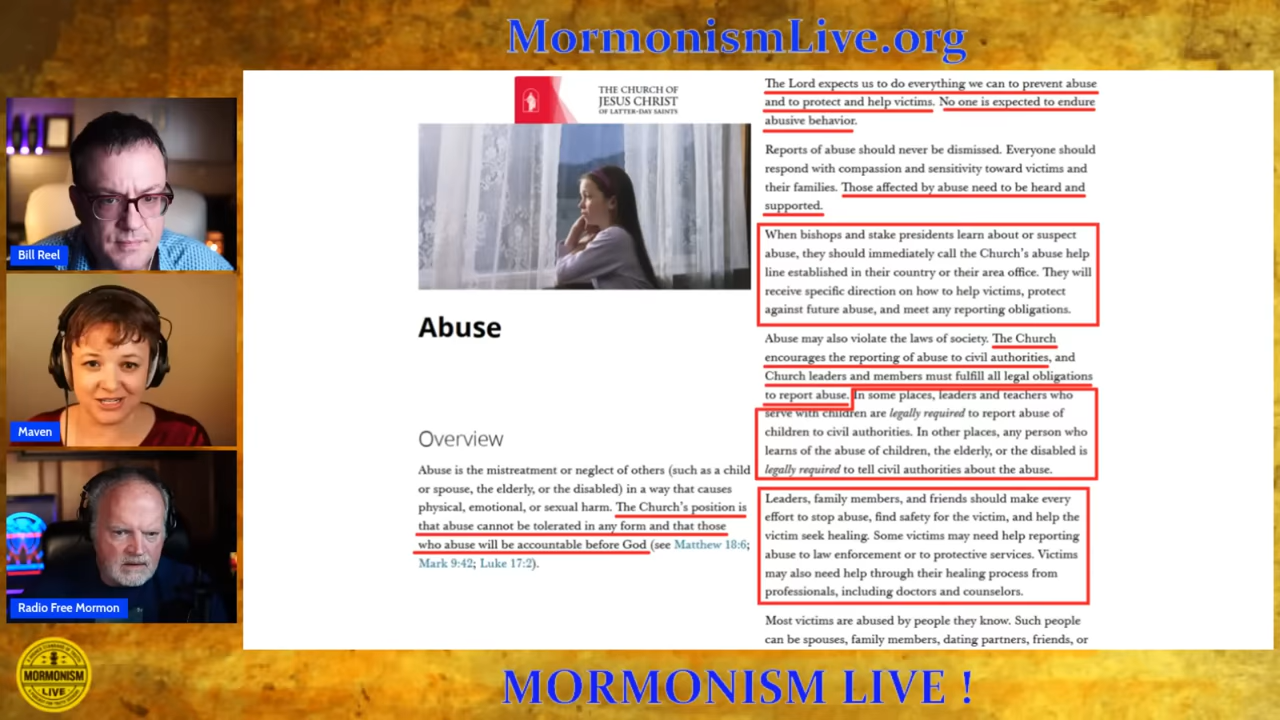 MormonismLive.org
Bill Reel
Maven
Radio Free Mormon
MORMONISM
LIVE
THE CHURCH OF
JESUS CHRIST
OF LATTER-DAY SAINTS
Abuse
Overview
Abuse is the mistreatment or neglect of others (such as a child
or spouse, the elderly, or the disabled) in a way that causes
physical, emotional, or sexual harm. The Church's position is
that abuse cannot be tolerated in any form and that those
who abuse will be accountable before God (see Matthew 18:6;
Mark 9:42; Luke 17:2).
The Lord expects us to do everything we can to prevent abuse
and to protect and help victims. No one is expected to endure
abusive behavior.
Reports of abuse should never be dismissed. Everyone should
respond with compassion and sensitivity toward victims and
their families. Those affected by abuse need to be heard and
supported.
When bishops and stake presidents learn about or suspect
abuse, they should immediately call the Church's abuse help
line established in their country or their area office. They will
receive specific direction on how to help victims, protect
against future abuse, and meet any reporting obligations.
Abuse may also violate the laws of society. The Church
encourages the reporting of abuse to civil authorities, and
Church leaders and members must fulfill all legal obligations
to report abuse. In some places, leaders and teachers who
serve with children are legally required to report abuse of
children to civil authorities. In other places, any person who
learns of the abuse of children, the elderly, or the disabled is
legally required to tell civil authorities about the abuse.
Leaders, family members, and friends should make every
effort to stop abuse, find safety for the victim, and help the
victim seek healing. Some victims may need help reporting
abuse to law enforcement or to protective services. Victims
may also need help through their healing process from
professionals, including doctors and counselors.
Most victims are abused by people they know. Such people
can be spouses, family members, dating partners, friends, or
MORMONISM LIVE !